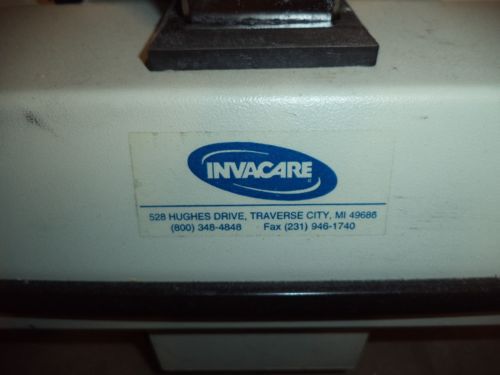 INVACARE
528 HUGHES DRIVE, TRAVERSE CITY, MI 49686
(800) 348-4848 Fax (231) 946-1740